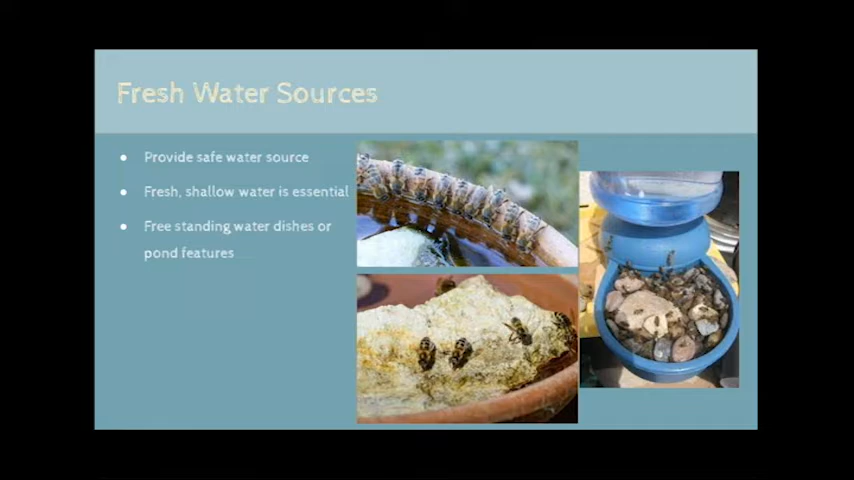 Fresh Water Sources
● Provide safe water source
● Fresh, shallow water is essential
● Free standing water dishes or
pond features